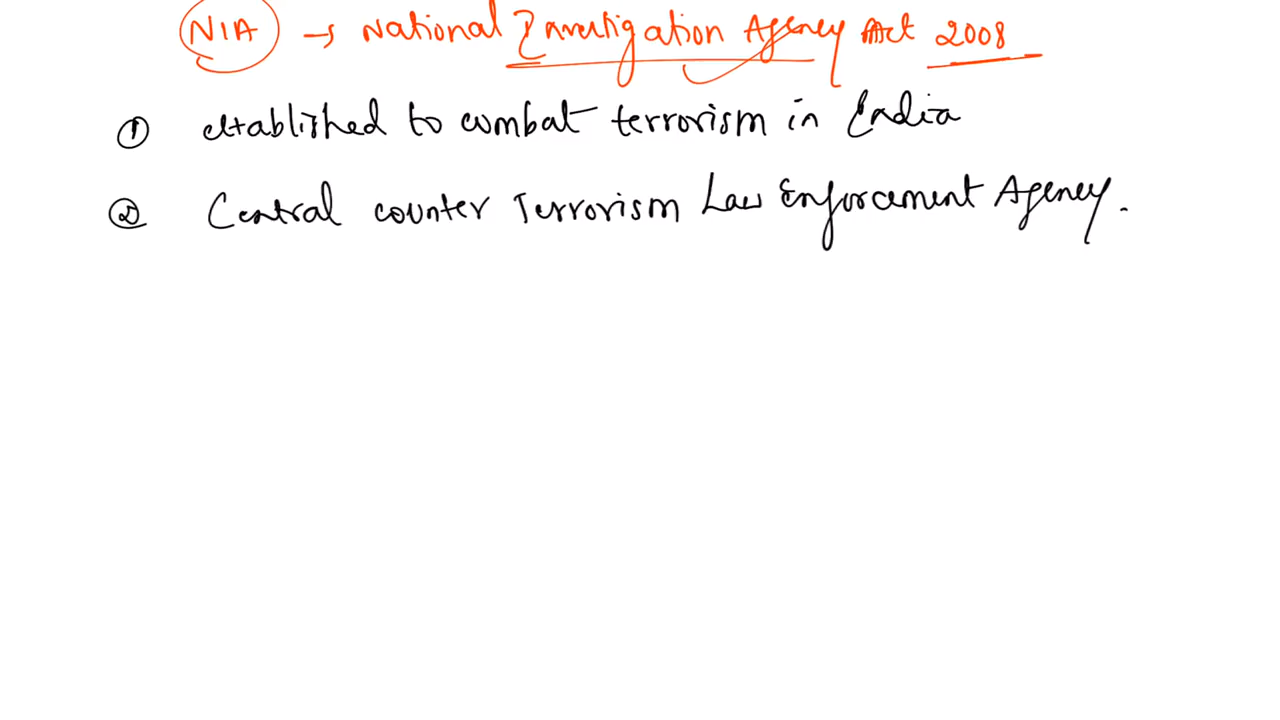 NIA → National Investigation Agency Act 2008
① established to combat terrorism in India
② Central counter Terrorism Law Enforcement Agency.